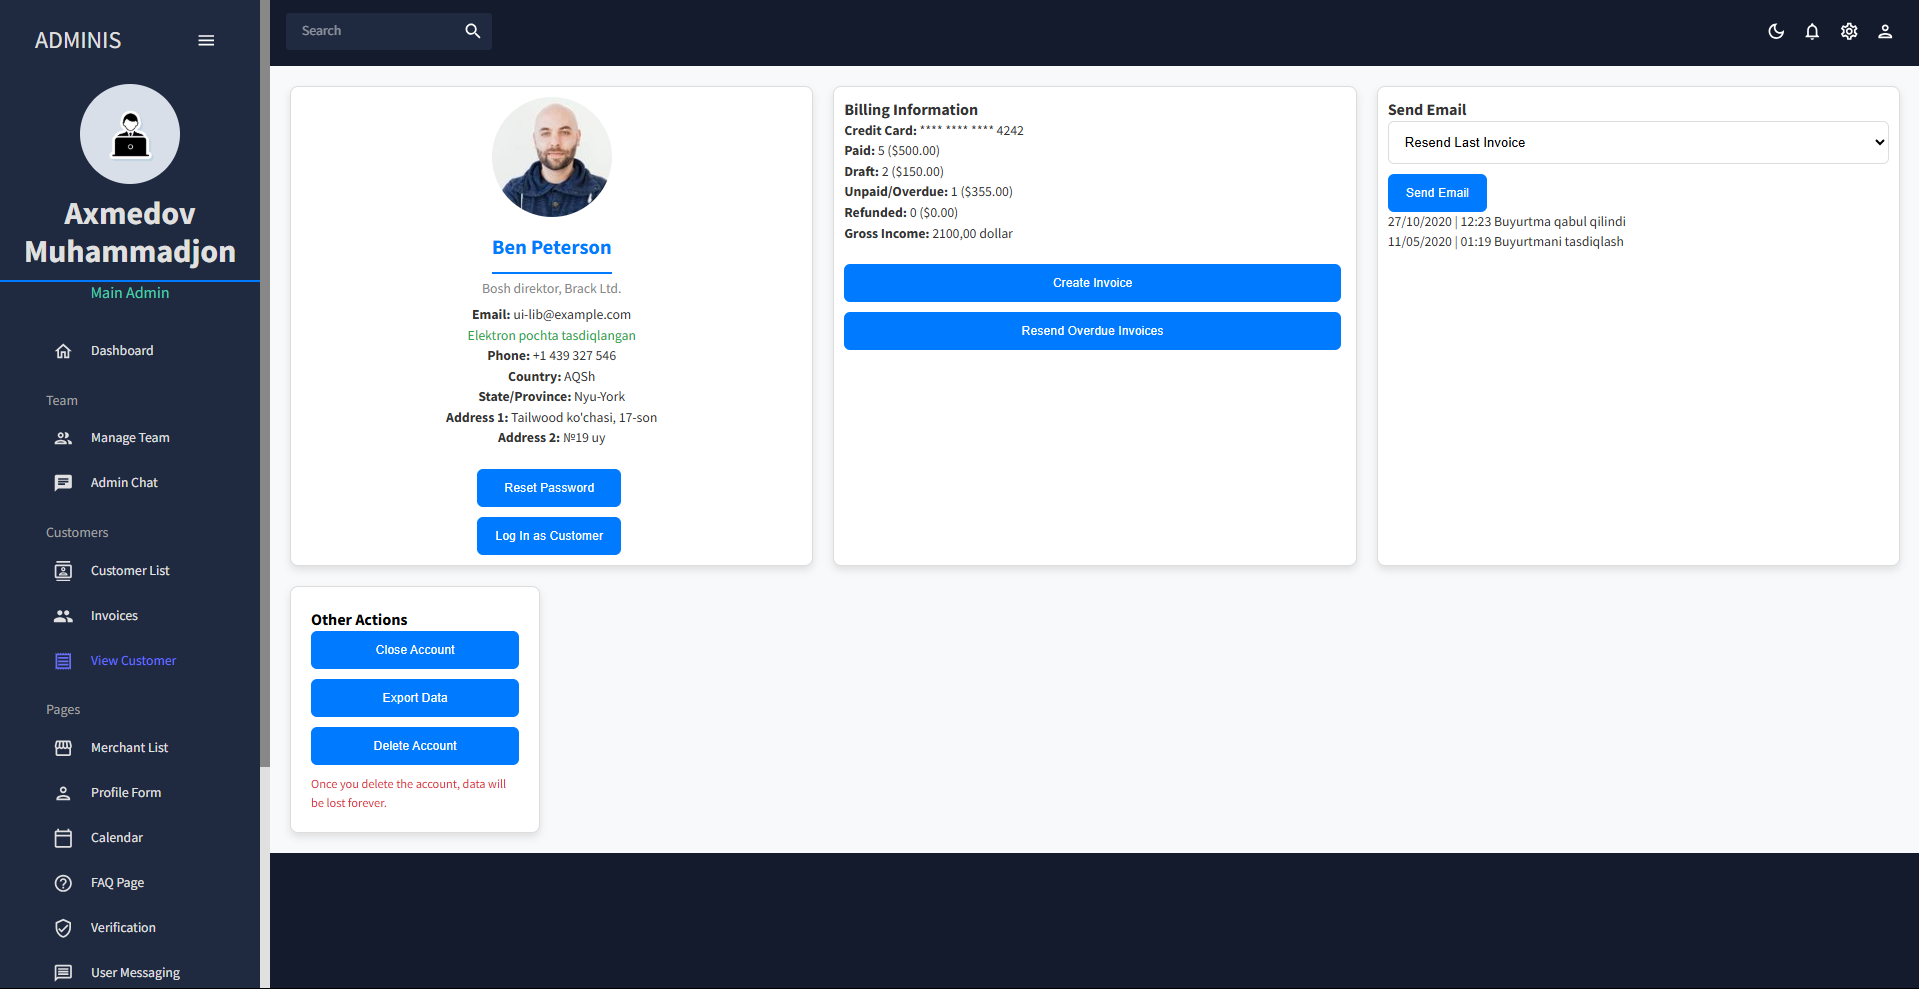 ADMINIS
Axmedov
Muhammadjon
Main Admin
Dashboard
Team
Manage Team
Admin Chat
Customers
Customer List
Invoices
View Customer
Pages
Merchant List
Profile Form
Calendar
FAQ Page
Verification
User Messaging
Search
Ben Peterson
Bosh direktor, Brack Ltd.
Email: ui-lib@example.com
Elektron pochta tasdiqlangan
Phone: +1 439 327 546
Country: AQSh
State/Province: Nyu-York
Address 1: Tailwood ko'chasi, 17-son
Address 2: №19 uy
Reset Password
Log In as Customer
Billing Information
Credit Card: **** **** **** 4242
Paid: 5 ($500.00)
Draft: 2 ($150.00)
Unpaid/Overdue: 1 ($355.00)
Refunded: 0 ($0.00)
Gross Income: 2100,00 dollar
Create Invoice
Resend Overdue Invoices
Send Email
Resend Last Invoice
Send Email
27/10/2020 | 12:23 Buyurtma qabul qilindi
11/05/2020 | 01:19 Buyurtmani tasdiqlash
Other Actions
Close Account
Export Data
Delete Account
Once you delete the account, data will
be lost forever.